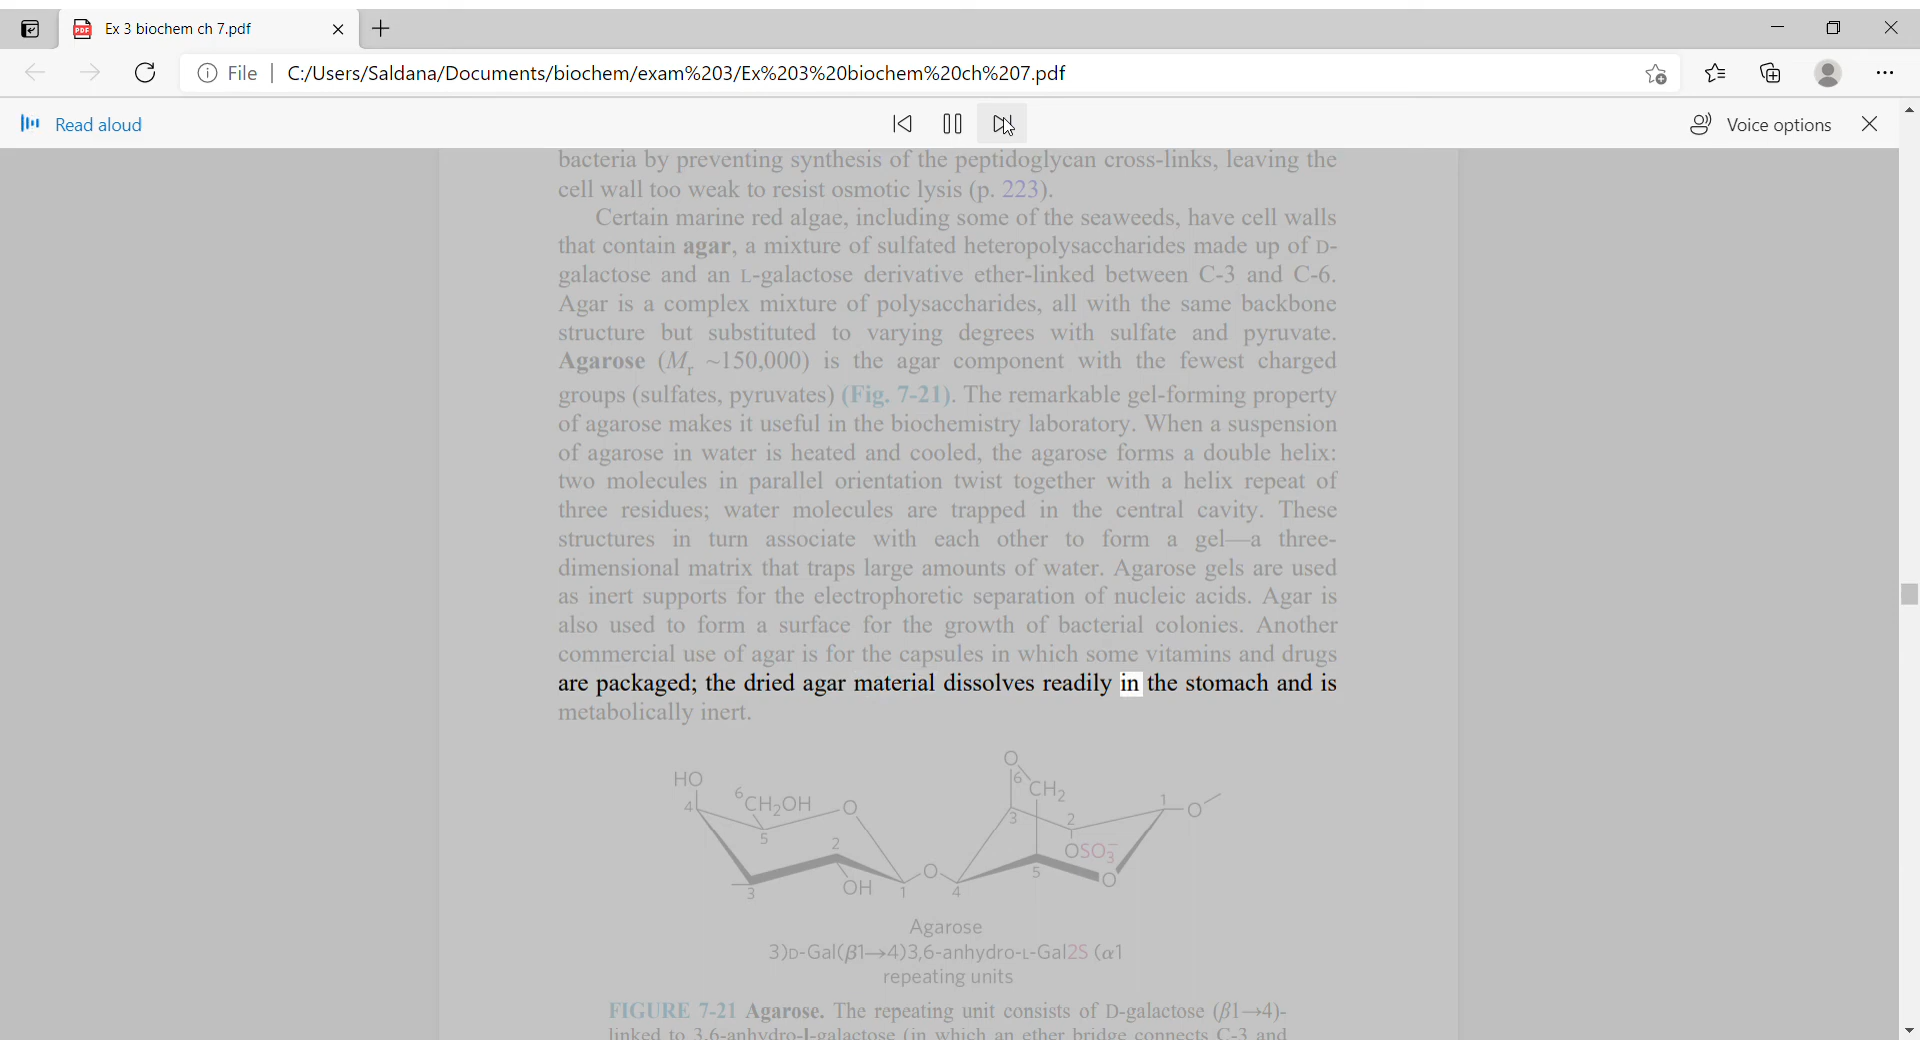 Ex 3 biochem ch 7.pdf
File | C:/Users/Saldana/Documents/biochem/exam%203/Ex%203%20biochem%20ch%207.pdf
Read aloud
Voice options
bacteria by preventing synthesis of the peptidoglycan cross-links, leaving the
cell wall too weak to resist osmotic lysis (p. 223).
Certain marine red algae, including some of the seaweeds, have cell walls
that contain agar, a mixture of sulfated heteropolysaccharides made up of D-
galactose and an L-galactose derivative ether-linked between C-3 and C-6.
Agar is a complex mixture of polysaccharides, all with the same backbone
structure but substituted to varying degrees with sulfate and pyruvate.
Agarose (Mr ~150,000) is the agar component with the fewest charged
groups (sulfates, pyruvates) (Fig. 7-21). The remarkable gel-forming property
of agarose makes it useful in the biochemistry laboratory. When a suspension
of agarose in water is heated and cooled, the agarose forms a double helix:
two molecules in parallel orientation twist together with a helix repeat of
three residues; water molecules are trapped in the central cavity. These
structures in turn associate with each other to form a gel—a three-
dimensional matrix that traps large amounts of water. Agarose gels are used
as inert supports for the electrophoretic separation of nucleic acids. Agar is
also used to form a surface for the growth of bacterial colonies. Another
commercial use of agar is for the capsules in which some vitamins and drugs
are packaged; the dried agar material dissolves readily in the stomach and is
metabolically inert.
HO
4
6
CH₂OH
O
5
2
3
OH
1
O
4
O
6
CH₂
3
2
OSO₃⁻
5
O
1
O
Agarose
3)D-Gal(β1→4)3,6-anhydro-L-Gal2S (α1
repeating units
FIGURE 7-21 Agarose. The repeating unit consists of D-galactose (β1→4)-
linked to 3,6-anhydro-L-galactose (in which an ether bridge connects C-3 and